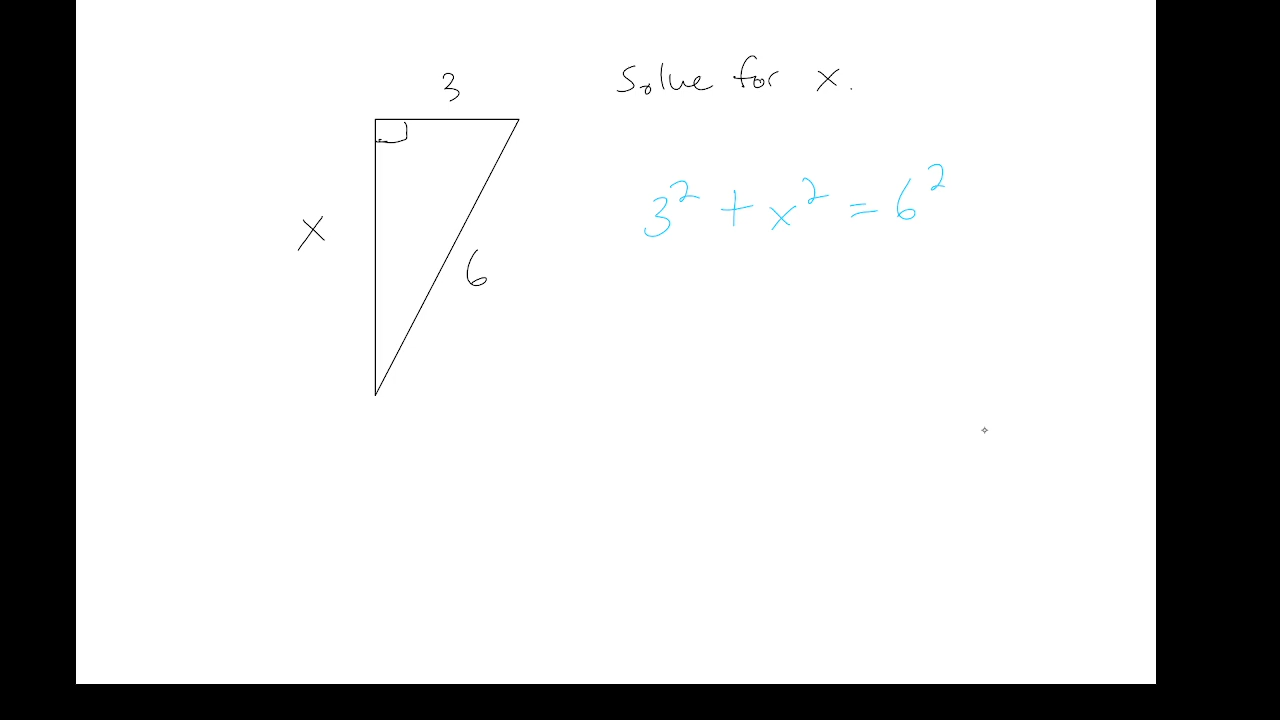 3
Solve for x.
3² + x² = 6²
x
6